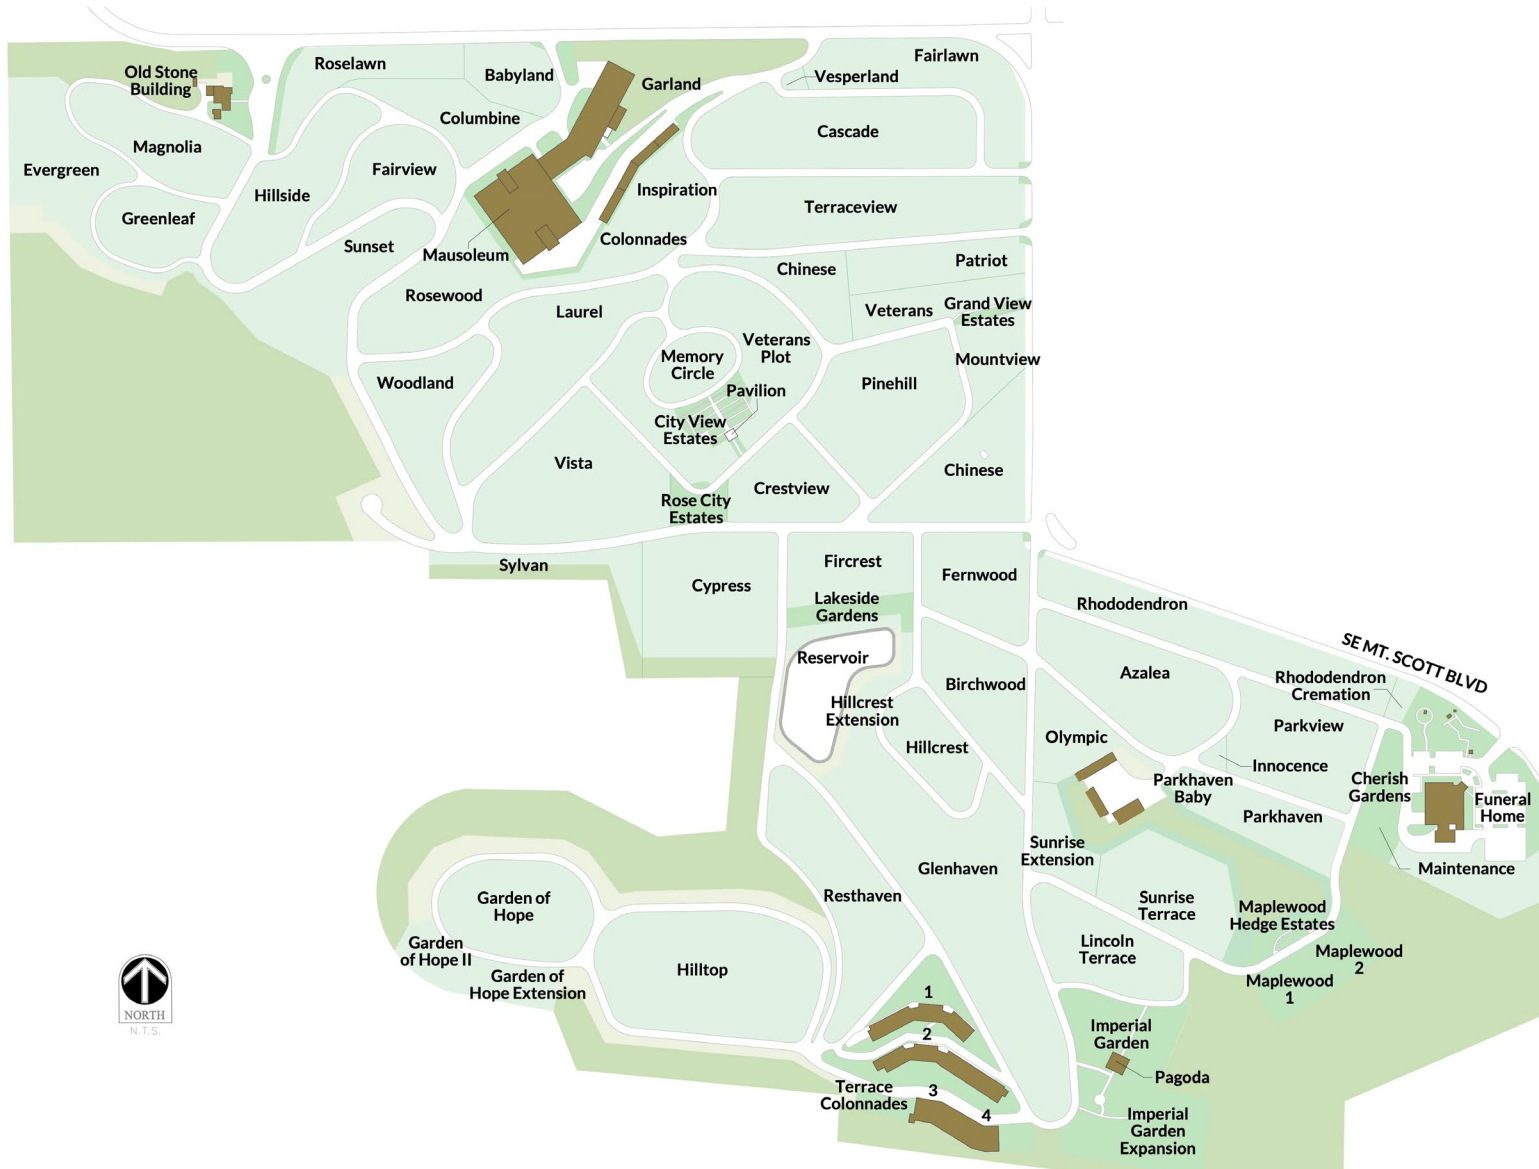 Fairlawn
Roselawn
Old Stone
Building
Babyland
Garland
Vesperland
Columbine
Cascade
Magnolia
Evergreen
Fairview
Hillside
Inspiration
Greenleaf
Terraceview
Sunset
Mausoleum
Colonnades
Chinese
Patriot
Rosewood
Laurel
Veterans
Grand View
Estates
Veterans
Plot
Memory
Circle
Mountview
Woodland
Pinehill
Pavilion
City View
Estates
Vista
Chinese
Crestview
Rose City
Estates
Sylvan
Fircrest
Cypress
Fernwood
Lakeside
Gardens
Rhododendron
SE MT. SCOTT BLVD
Reservoir
Azalea
Birchwood
Rhododendron
Cremation
Hillcrest
Extension
Parkview
Olympic
Hillcrest
Innocence
Parkhaven
Baby
Cherish
Gardens
Funeral
Home
Parkhaven
Sunrise
Extension
Glenhaven
Maintenance
Resthaven
Garden of
Hope
Sunrise
Terrace
Maplewood
Hedge Estates
Garden
of Hope II
Lincoln
Terrace
Maplewood
2
Hilltop
Garden of
Hope Extension
Maplewood
1
1
NORTH
N.T.S.
2
Imperial
Garden
Pagoda
Terrace
Colonnades
3
4
Imperial
Garden
Expansion